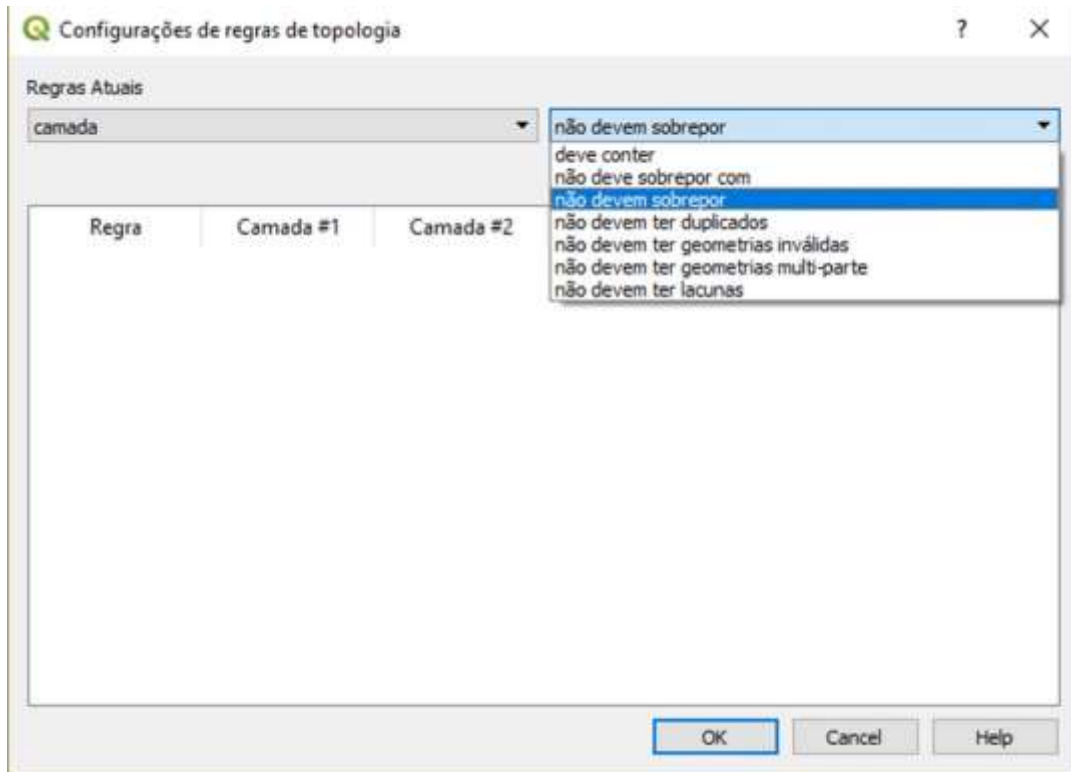 Configurações de regras de topologia
Regras Atuais
camada
não devem sobrepor
deve conter
não deve sobrepor com
não devem sobrepor
não devem ter duplicados
não devem ter geometrias inválidas
não devem ter geometrias multi-parte
não devem ter lacunas
Regra Camada #1 Camada #2
OK Cancel Help